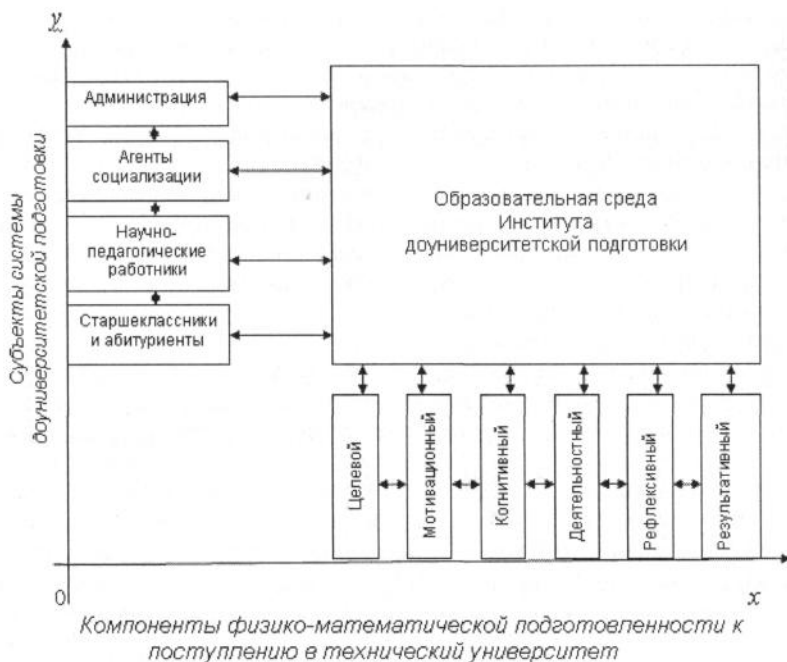 y
Администрация
Агенты
социализации
Научно-
педагогические
работники
Старшеклассники
и абитуриенты
Субъекты системы
доуниверситетской подготовки
Образовательная среда
Института
доуниверситетской подготовки
Целевой
Мотивационный
Когнитивный
Деятельностный
Рефлексивный
Результативный
0
x
Компоненты физико-математической подготовленности к
поступлению в технический университет